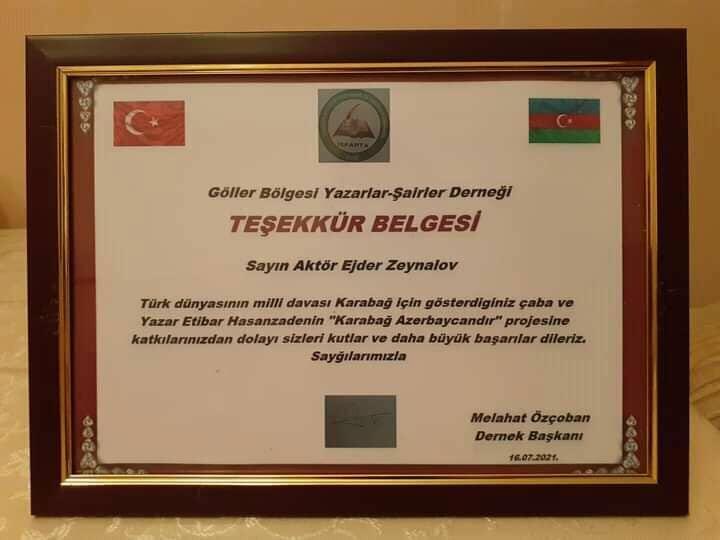 ISPARTA
Göller Bölgesi Yazarlar-Şairler Derneği
TEŞEKKÜR BELGESİ
Sayın Aktör Ejder Zeynalov
Türk dünyasının milli davası Karabağ için gösterdiginiz çaba ve
Yazar Etibar Hasanzadenin "Karabağ Azerbaycandır" projesine
katkılarınızdan dolayı sizleri kutlar ve daha büyük başarılar dileriz.
Sayğılarımızla
Melahat Özçoban
Dernek Başkanı
16.07.2021.